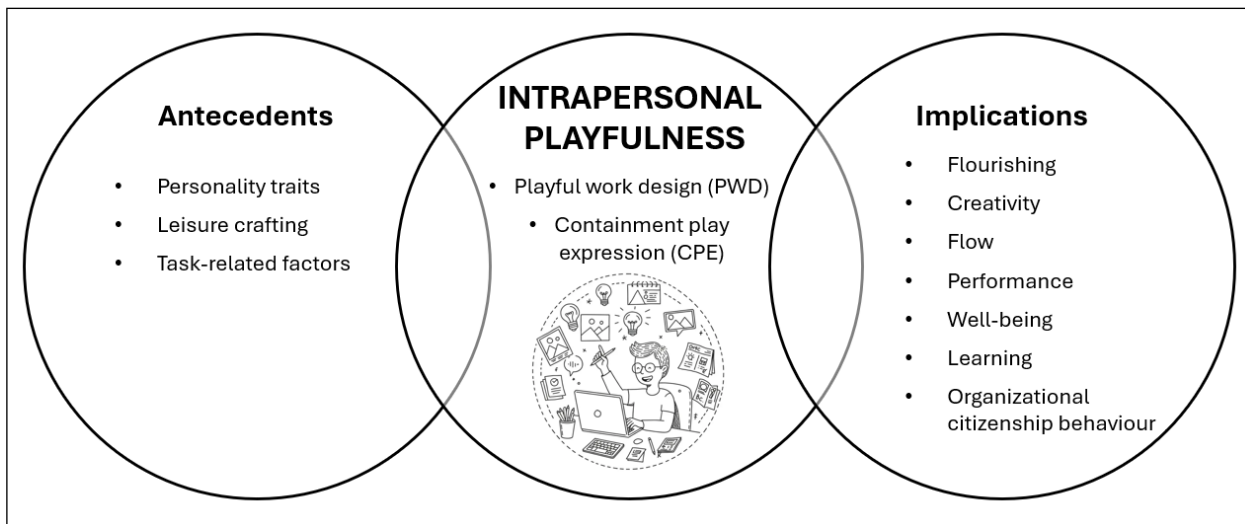 Antecedents
• Personality traits
• Leisure crafting
• Task-related factors
INTRAPERSONAL
PLAYFULNESS
• Playful work design (PWD)
• Containment play
expression (CPE)
Implications
• Flourishing
• Creativity
• Flow
• Performance
• Well-being
• Learning
• Organizational
citizenship behaviour